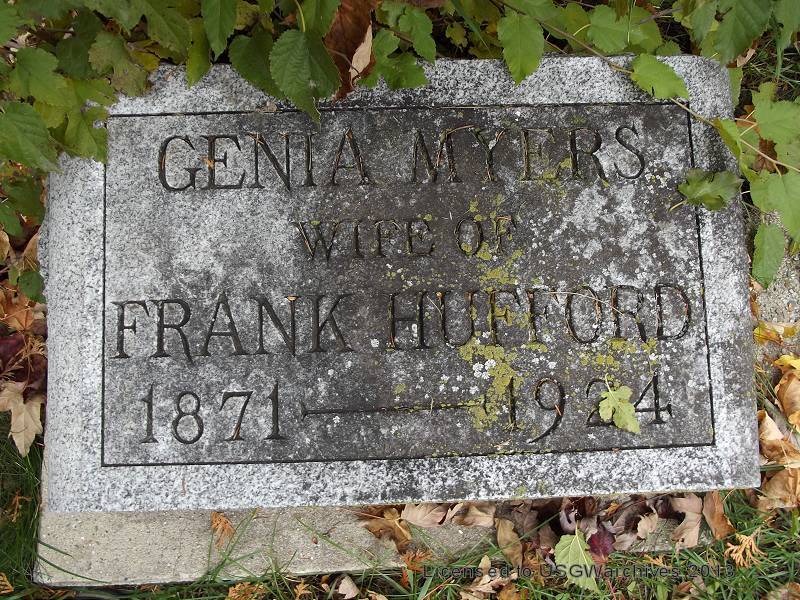 GENIA MYERS
WIFE OF
FRANK HUFFORD
1871 — 1924
Licensed to USGWarchives 2013